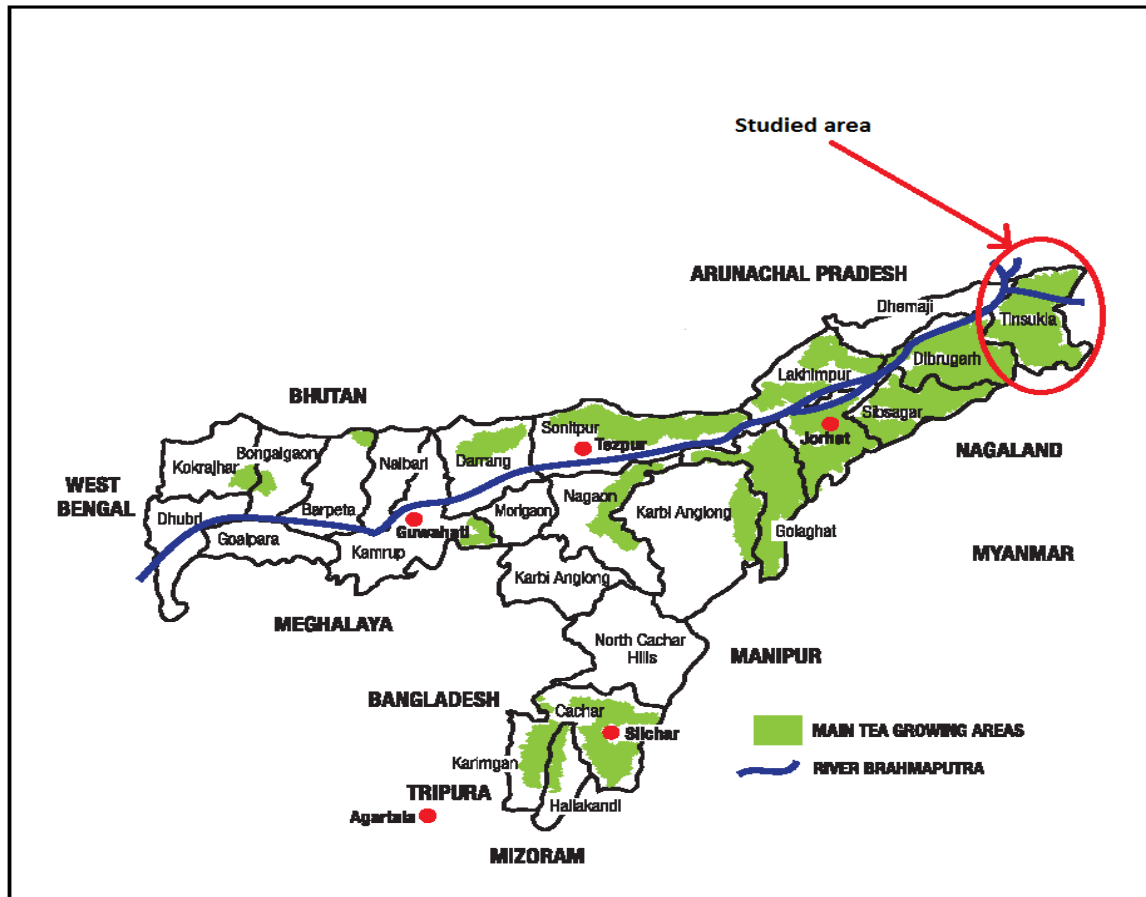 Studied area
ARUNACHAL PRADESH
Dhemaji
Tinsukia
Dibrugarh
Lakhimpur
Sibsagar
BHUTAN
Sonitpur
Tezpur
Jorhat
Kokrajhar
Bongalgaon
Nalbari
Darrang
NAGALAND
WEST
BENGAL
Dhubri
Barpeta
Goalpara
Guwahati
Kamrup
Morigaon
Nagaon
Karbi Anglong
Golaghat
MYANMAR
Karbi Anglong
MEGHALAYA
North Cachar
Hills
MANIPUR
BANGLADESH
Cachar
Silchar
MAIN TEA GROWING AREAS
Karimgan
RIVER BRAHMAPUTRA
TRIPURA
Hailakandi
Agartala
MIZORAM